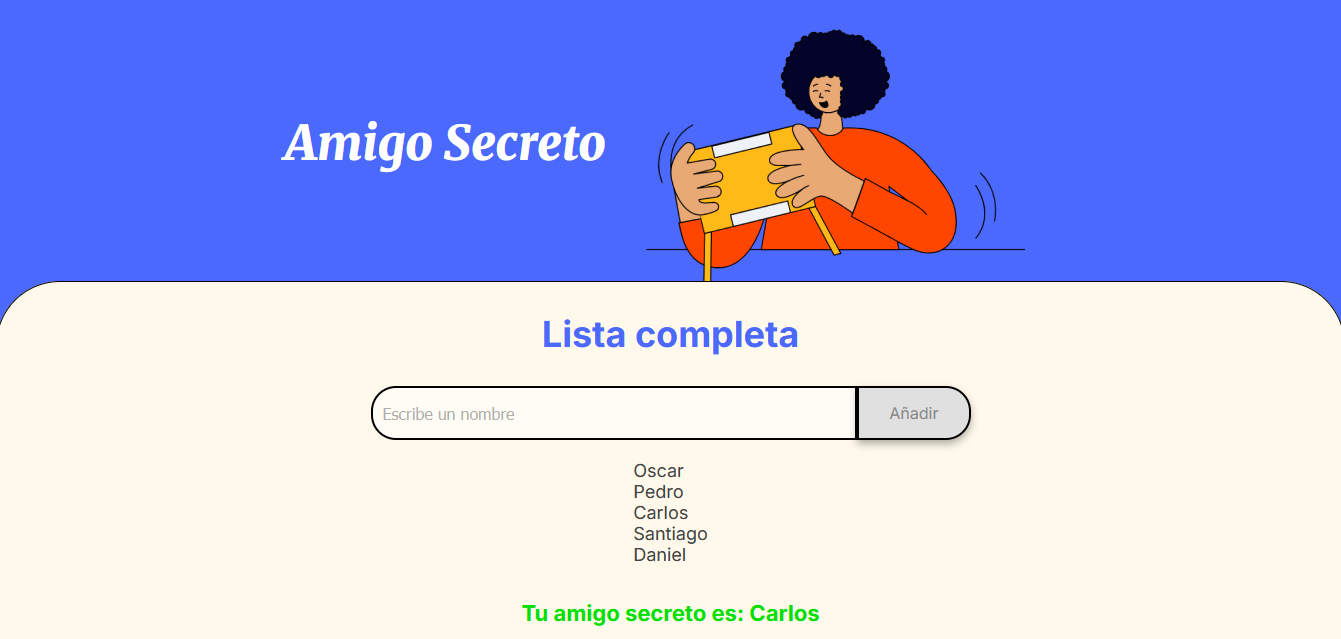 Amigo Secreto
Lista completa
Escribe un nombre
Añadir
Oscar
Pedro
Carlos
Santiago
Daniel
Tu amigo secreto es: Carlos